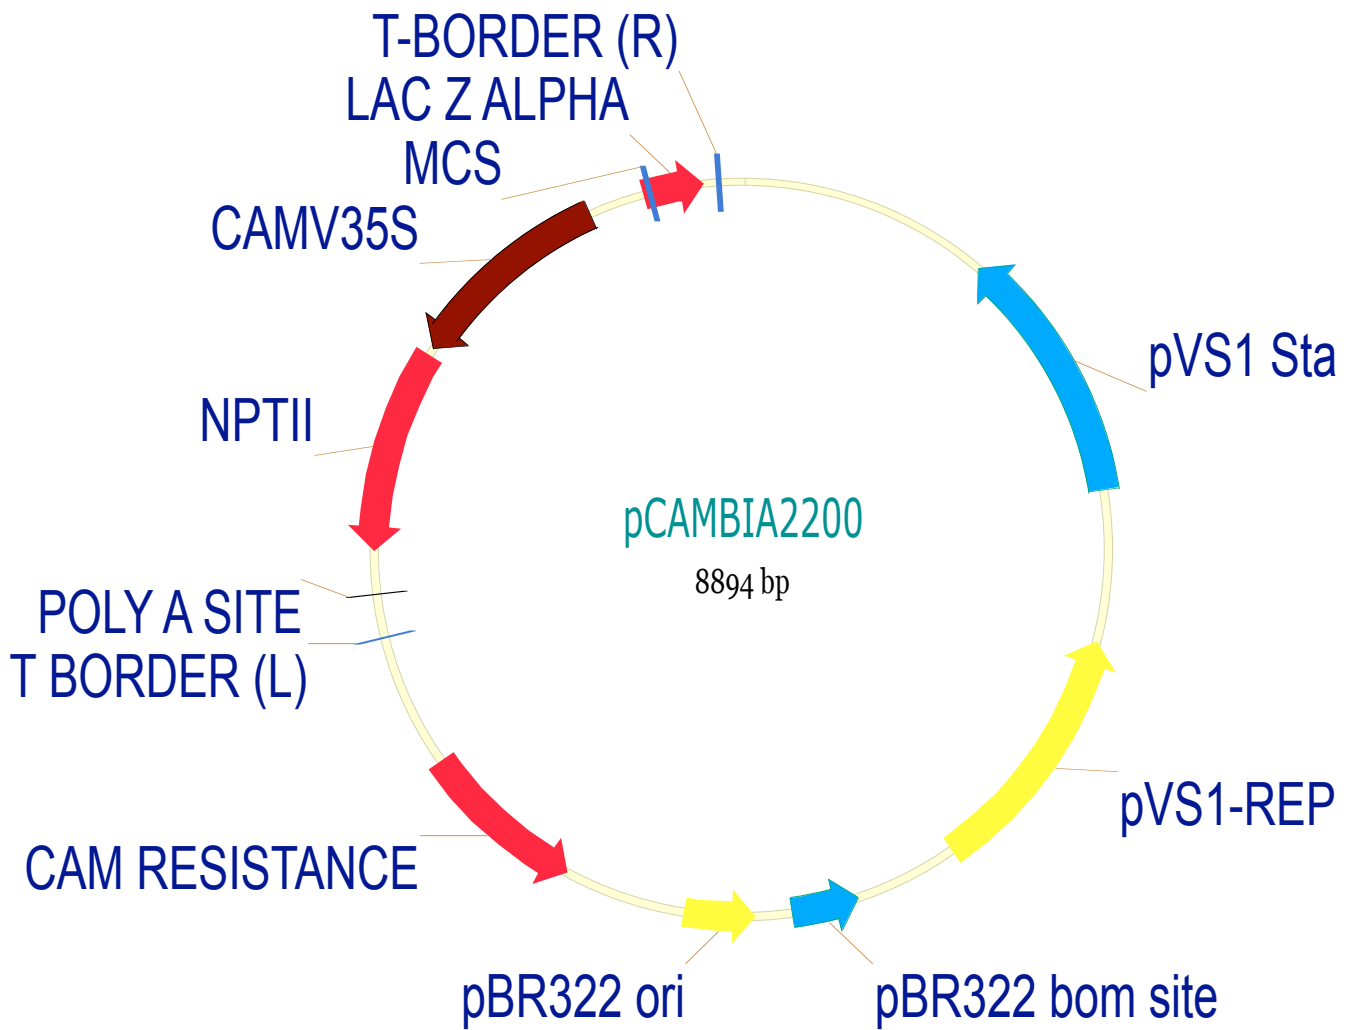 T-BORDER (R)
LAC Z ALPHA
MCS
CAMV35S
pVS1 Sta
NPTII
pCAMBIA2200
8894 bp
POLY A SITE
T BORDER (L)
pVS1-REP
CAM RESISTANCE
pBR322 ori
pBR322 bom site